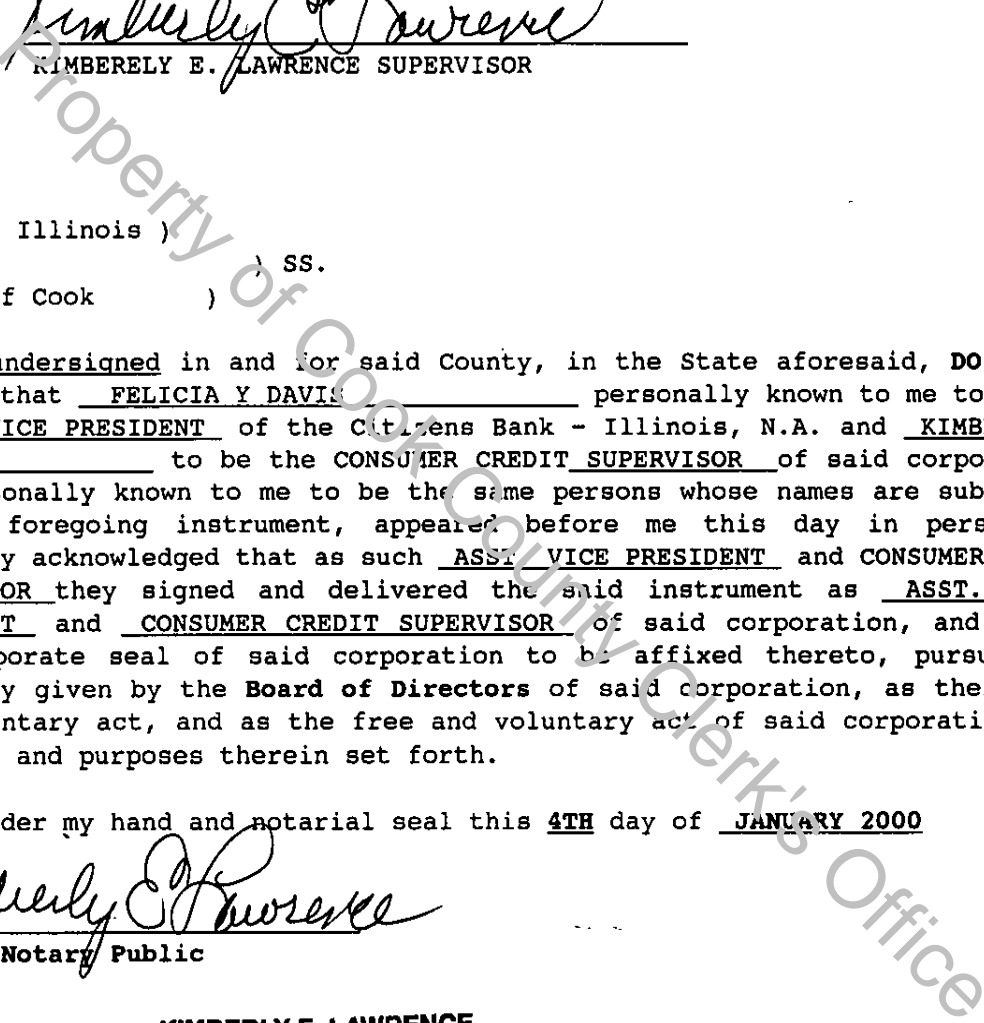 Kimberly E Lawrence
KIMBERELY E. LAWRENCE SUPERVISOR
Illinois )
) SS.
f Cook )
undersigned in and for said County, in the State aforesaid, DO
that FELICIA Y DAVIS personally known to me to
ICE PRESIDENT of the Citizens Bank - Illinois, N.A. and KIMB
to be the CONSUMER CREDIT SUPERVISOR of said corpo
onally known to me to be the same persons whose names are sub
foregoing instrument, appeared before me this day in pers
y acknowledged that as such ASST VICE PRESIDENT and CONSUMER
OR they signed and delivered the said instrument as ASST.
T and CONSUMER CREDIT SUPERVISOR of said corporation, and
porate seal of said corporation to be affixed thereto, pursu
y given by the Board of Directors of said corporation, as the
ntary act, and as the free and voluntary act of said corporati
and purposes therein set forth.
der my hand and notarial seal this 4TH day of JANUARY 2000
berly E Lawrence
Notary Public
KIMBERLY E LAWRENCE
Property of Cook County Clerk's Office